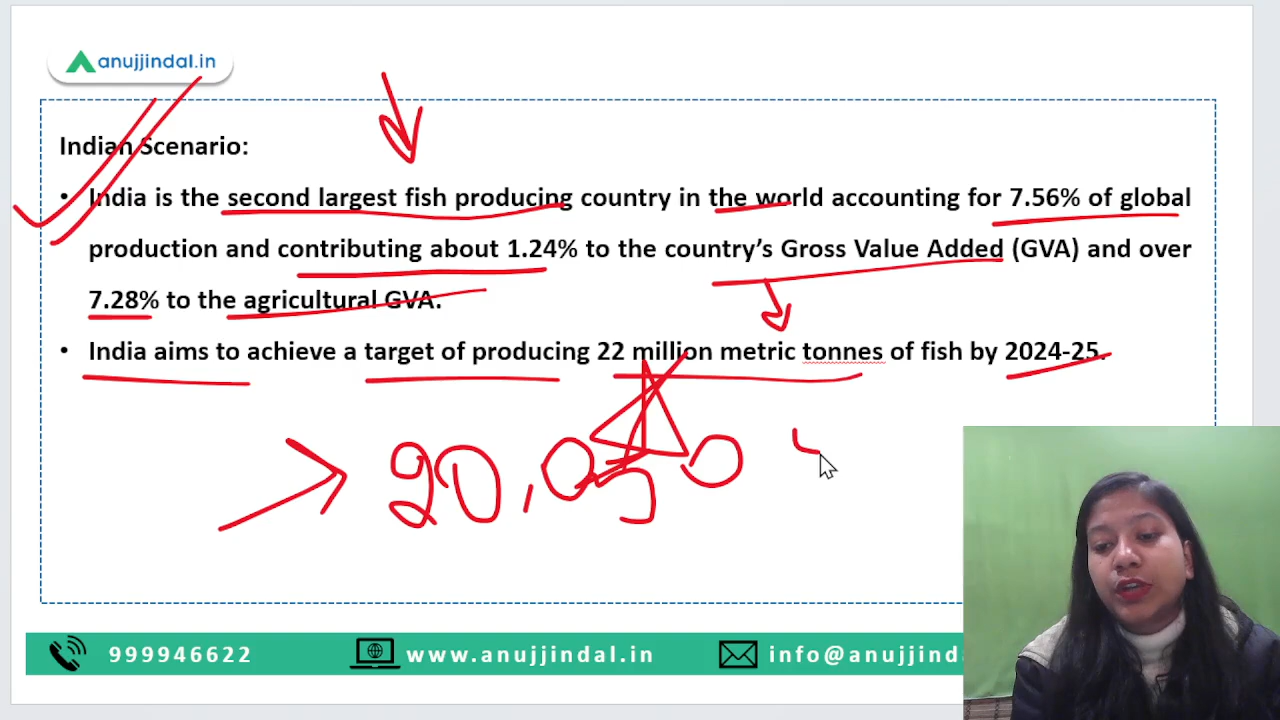 anujjindal.in
Indian Scenario:
• India is the second largest fish producing country in the world accounting for 7.56% of global
production and contributing about 1.24% to the country's Gross Value Added (GVA) and over
7.28% to the agricultural GVA.
• India aims to achieve a target of producing 22 million metric tonnes of fish by 2024-25.
20,050
999946622 www.anujjindal.in info@anujjind